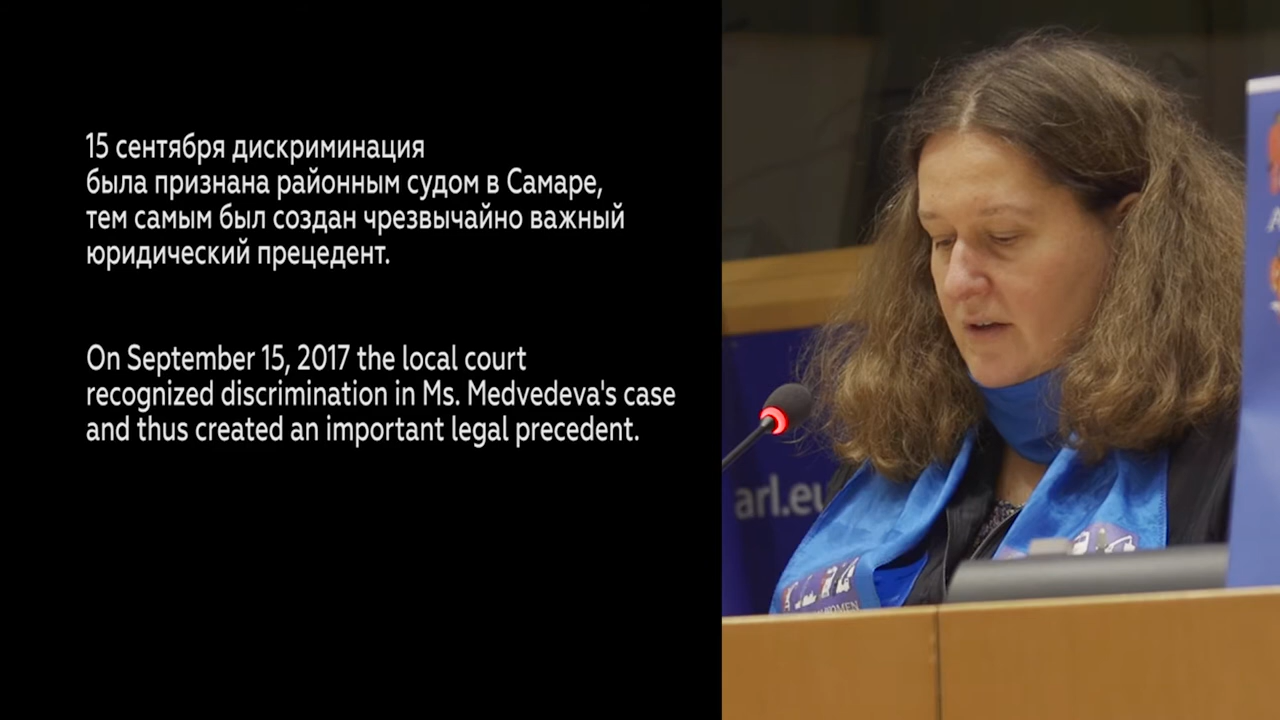 15 сентября дискриминация
была признана районным судом в Самаре,
тем самым был создан чрезвычайно важный
юридический прецедент.
On September 15, 2017 the local court
recognized discrimination in Ms. Medvedeva's case
and thus created an important legal precedent.
arl.eu